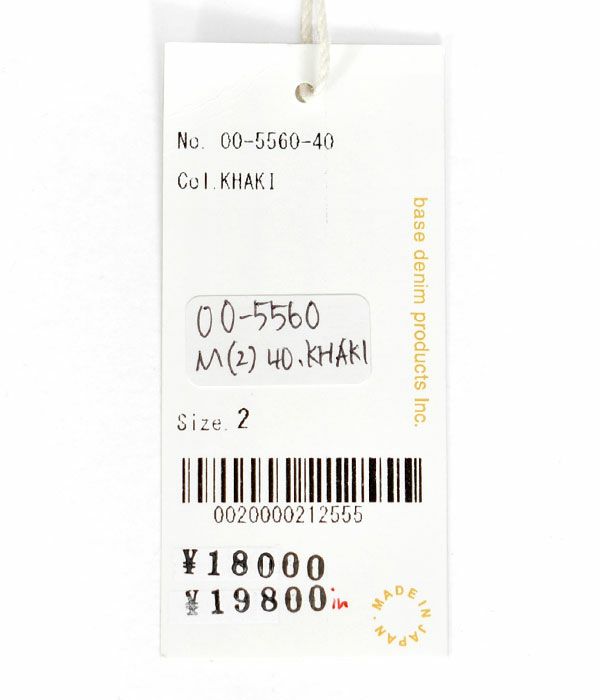 No. 00-5560-40
Col.KHAKI
base denim products Inc.
00-5560
M(2) 40.KHAKI
Size. 2
0020000212555
¥18000
¥19800in
MADE IN JAPAN.